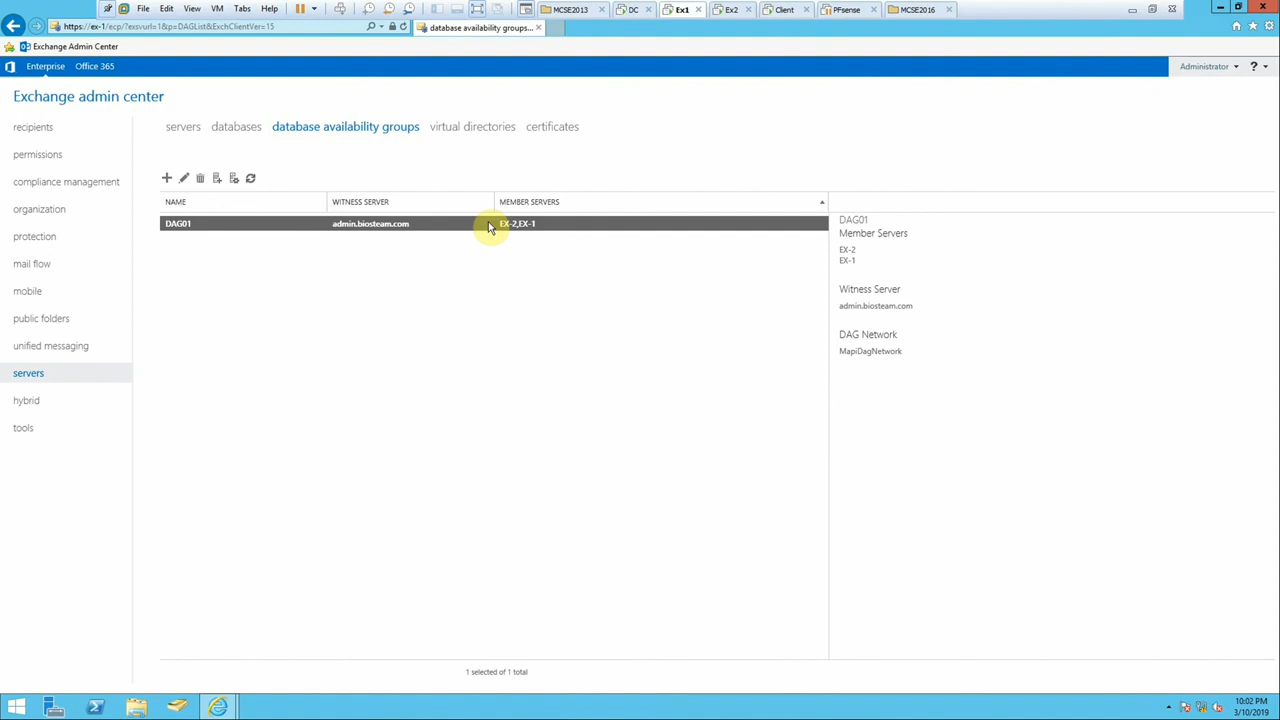 File Edit View VM Tabs Help
MCSE2013 DC Ex1 Ex2 Client PFsense MCSE2016
https://ex-1/ecp/?exsvurl=1&p=DAGList&ExchClientVer=15
database availability groups...
Exchange Admin Center
Enterprise Office 365
Administrator ?
Exchange admin center
recipients
permissions
compliance management
organization
protection
mail flow
mobile
public folders
unified messaging
servers
hybrid
tools
servers databases database availability groups virtual directories certificates
NAME WITNESS SERVER MEMBER SERVERS
DAG01 admin.biosteam.com EX-2,EX-1
DAG01
Member Servers
EX-2
EX-1
Witness Server
admin.biosteam.com
DAG Network
MapiDagNetwork
1 selected of 1 total
10:02 PM
3/10/2019